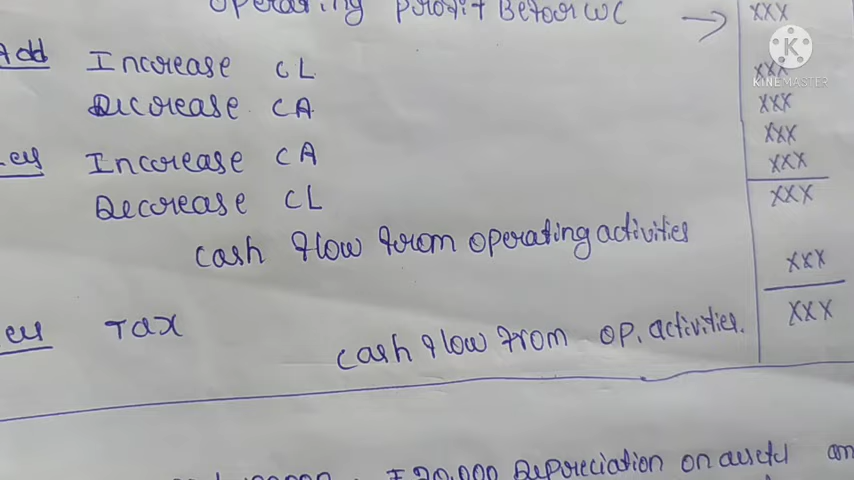 Operating Profit Before WC → XXX
Add Increase CL XXX
Decrease CA XXX
Less Increase CA XXX
Decrease CL XXX
XXX
Cash flow from operating activities
XXX
Less Tax
Cash flow from op. activities. XXX
₹20,000 Depreciation on asset
K
KINEMASTER